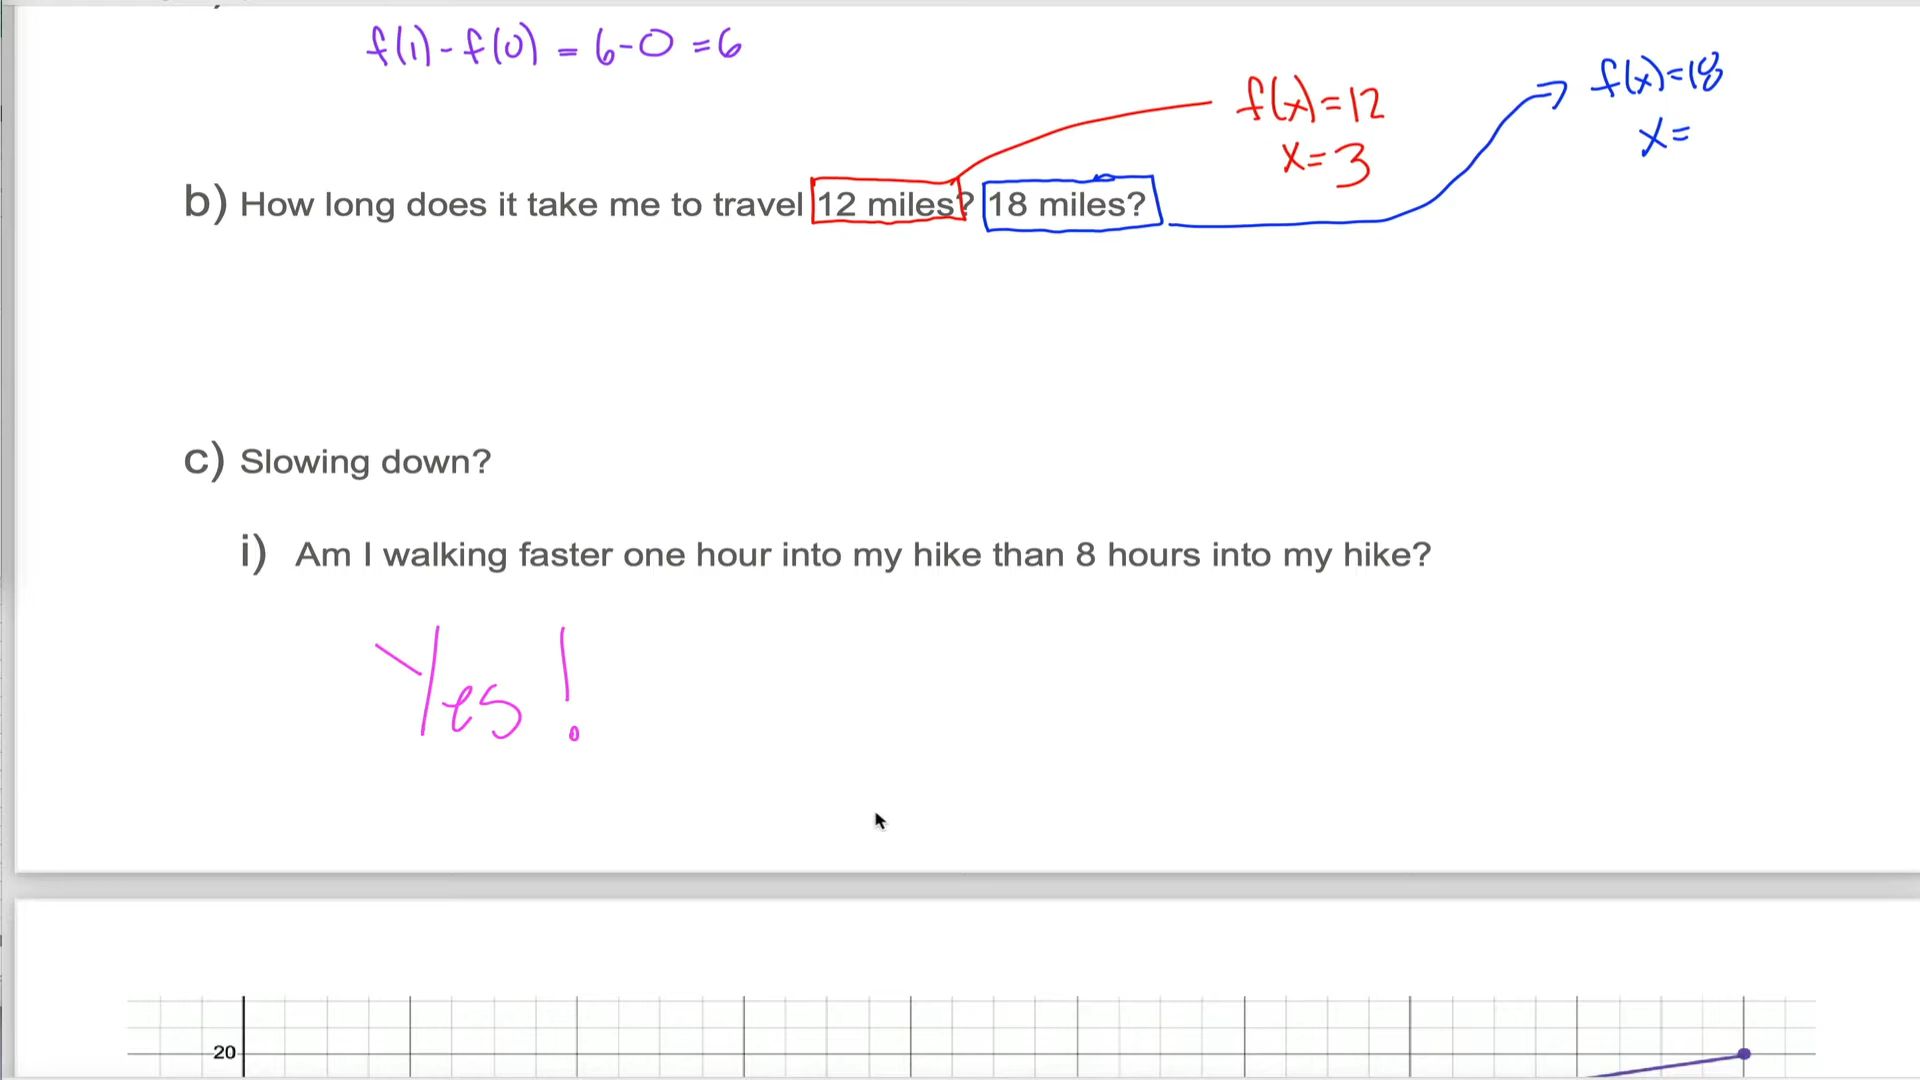 f(1)-f(0) = 6-0 =6
f(x)=12
x=3
f(x)=18
x=
b) How long does it take me to travel 12 miles? 18 miles?
c) Slowing down?
i) Am I walking faster one hour into my hike than 8 hours into my hike?
Yes!
20